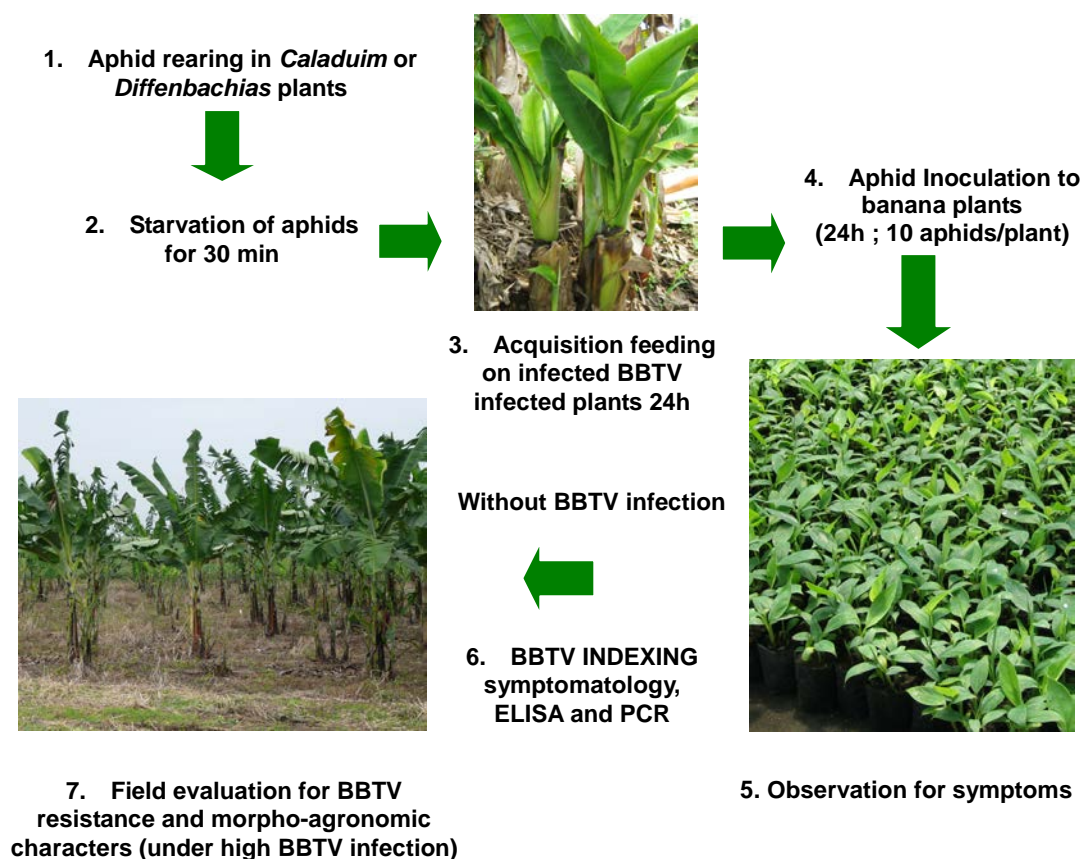 1. Aphid rearing in Caladuim or
Diffenbachias plants
2. Starvation of aphids
for 30 min
3. Acquisition feeding
on infected BBTV
infected plants 24h
4. Aphid Inoculation to
banana plants
(24h ; 10 aphids/plant)
5. Observation for symptoms
Without BBTV infection
6. BBTV INDEXING
symptomatology,
ELISA and PCR
7. Field evaluation for BBTV
resistance and morpho-agronomic
characters (under high BBTV infection)